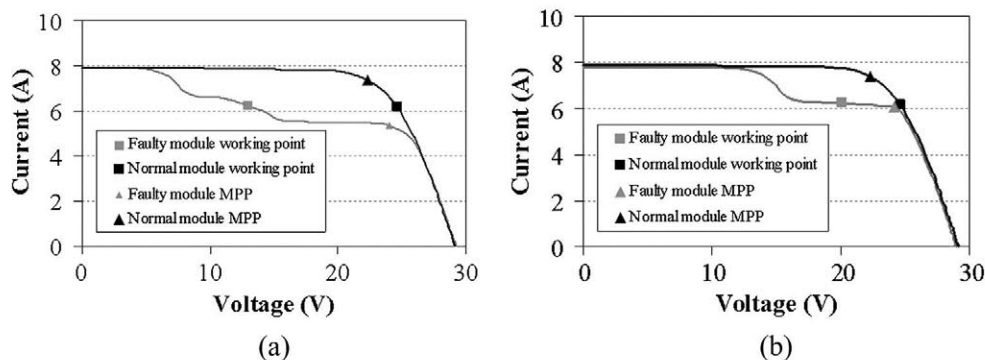 10
8
6
4
2
0
Current (A)
Faulty module working point
Normal module working point
Faulty module MPP
Normal module MPP
0
10
20
30
Voltage (V)
(a)
10
8
6
4
2
0
Current (A)
Faulty module working point
Normal module working point
Faulty module MPP
Normal module MPP
0
10
20
30
Voltage (V)
(b)